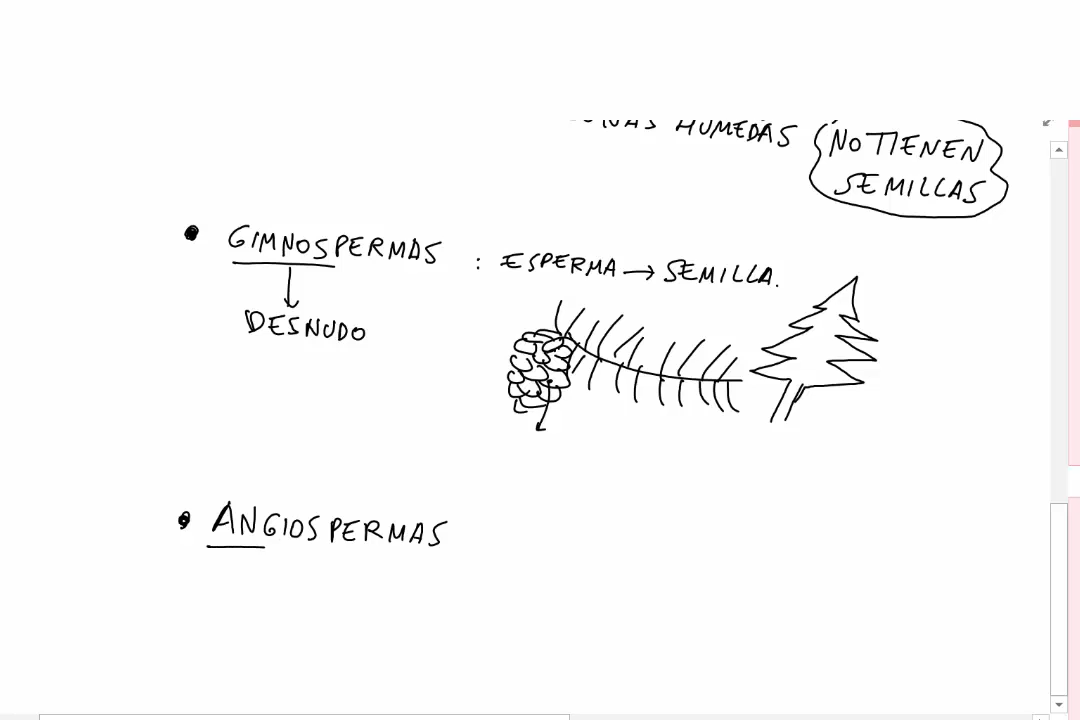 HUMEDAS
NO TIENEN
SEMILLAS
• GIMNOSPERMAS : ESPERMA → SEMILLA.
DESNUDO
• ANGIOSPERMAS